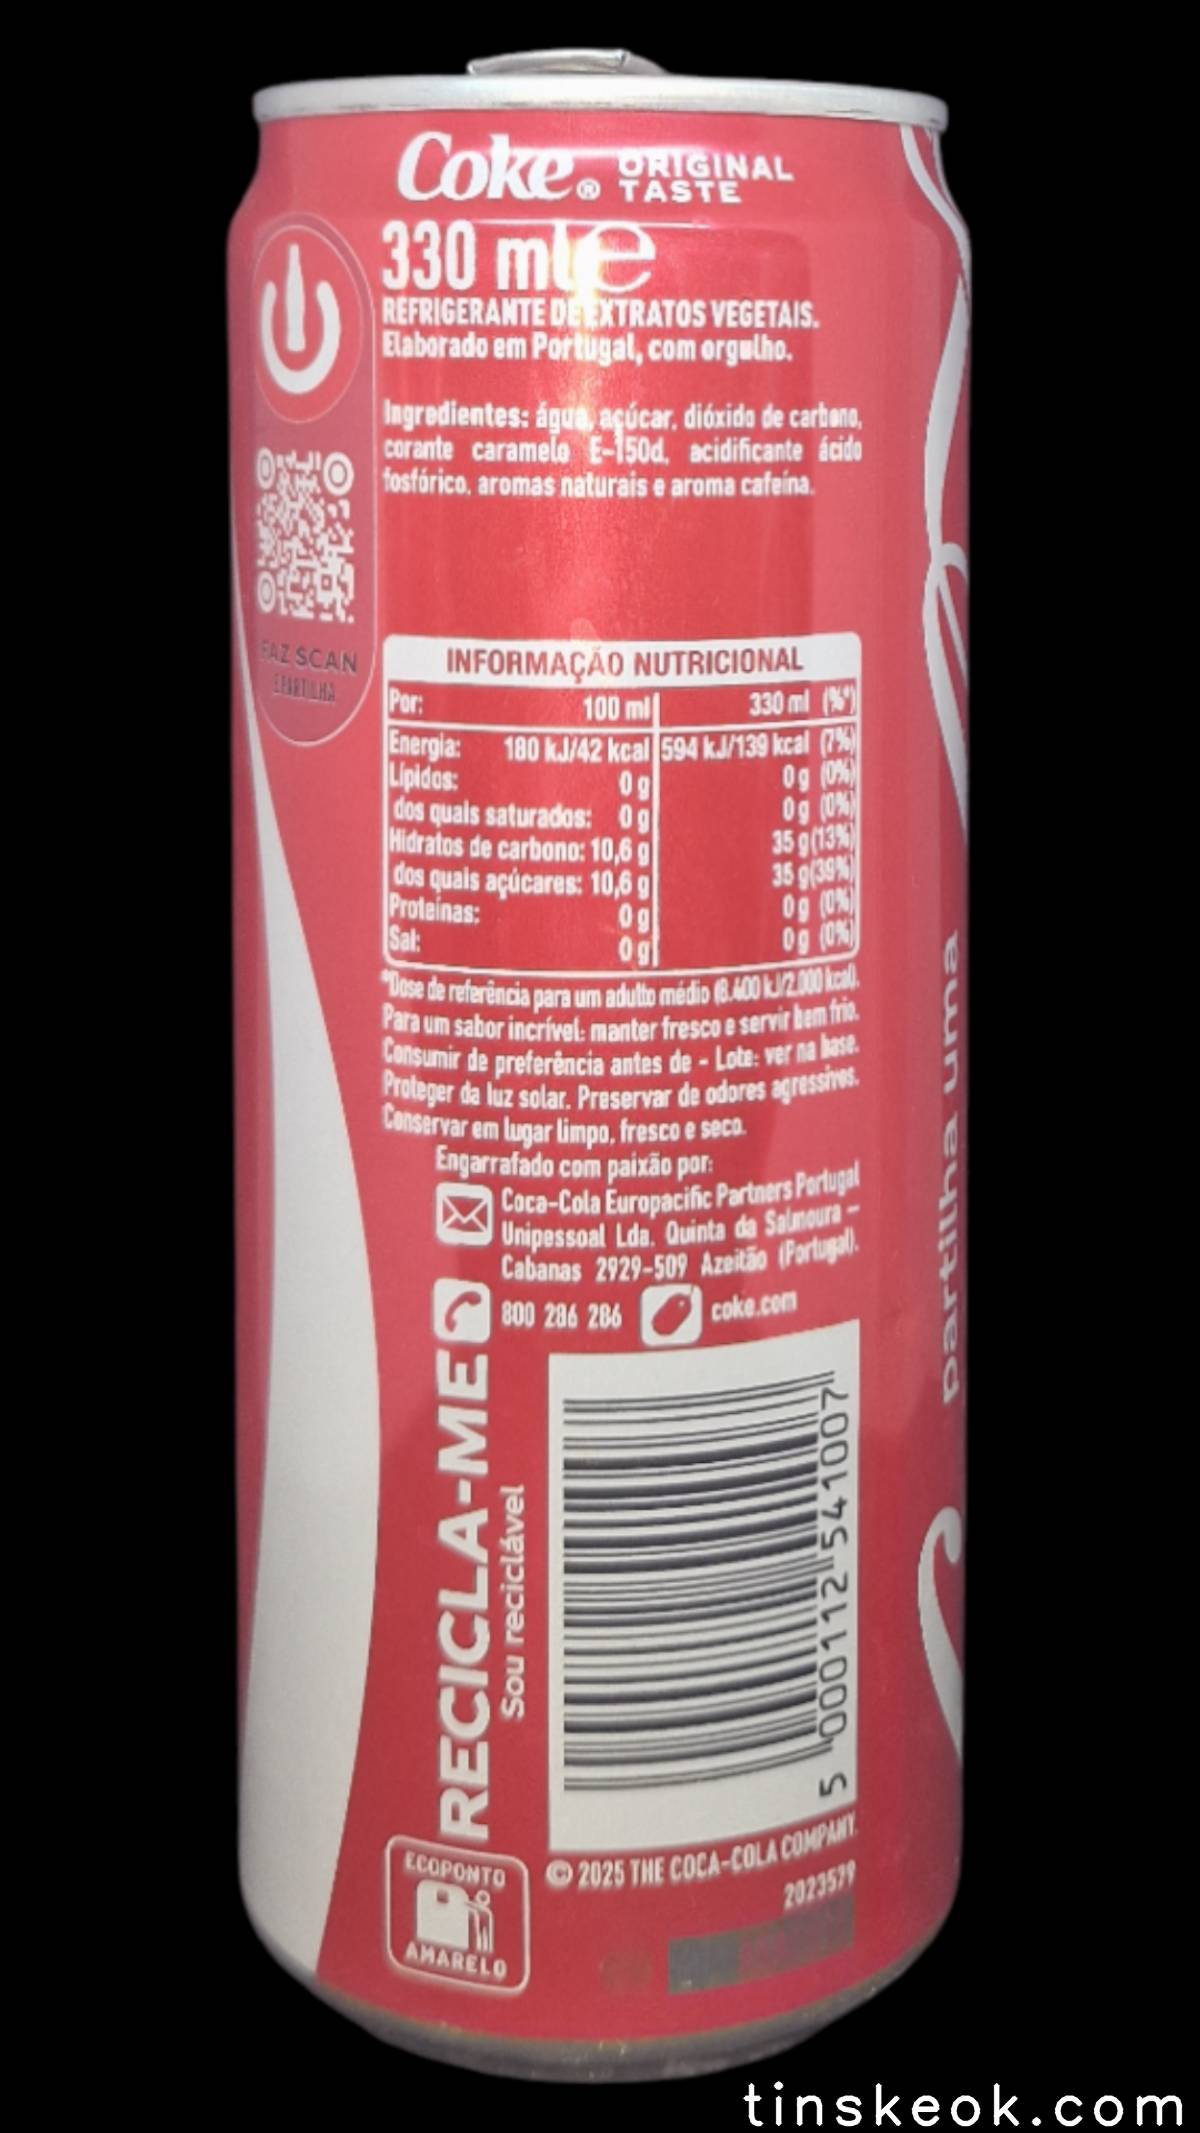 Coke® ORIGINAL TASTE
330 ml e
REFRIGERANTE DE EXTRATOS VEGETAIS.
Elaborado em Portugal, com orgulho.
Ingredientes: água, açúcar, dióxido de carbono,
corante caramelo E-150d, acidificante ácido
fosfórico, aromas naturais e aroma cafeína.
FAZ SCAN
E PARTILHA
INFORMAÇÃO NUTRICIONAL
Por: 100 ml 330 ml (%*)
Energia: 180 kJ/42 kcal 594 kJ/139 kcal (7%)
Lípidos: 0 g 0 g (0%)
dos quais saturados: 0 g 0 g (0%)
Hidratos de carbono: 10,6 g 35 g (13%)
dos quais açúcares: 10,6 g 35 g (39%)
Proteínas: 0 g 0 g (0%)
Sal: 0 g 0 g (0%)
*Dose de referência para um adulto médio (8.400 kJ/2.000 kcal).
Para um sabor incrível: manter fresco e servir bem frio.
Consumir de preferência antes de - Lote: ver na base.
Proteger da luz solar. Preservar de odores agressivos.
Conservar em lugar limpo, fresco e seco.
Engarrafado com paixão por:
Coca-Cola Europacific Partners Portugal
Unipessoal Lda. Quinta da Salmoura –
Cabanas 2929-509 Azeitão (Portugal).
800 286 286 coke.com
RECICLA-ME
Sou reciclável
5 000112 541007
partilha uma
ECOPONTO
AMARELO
© 2025 THE COCA-COLA COMPANY.
2023579
tinskeok.com